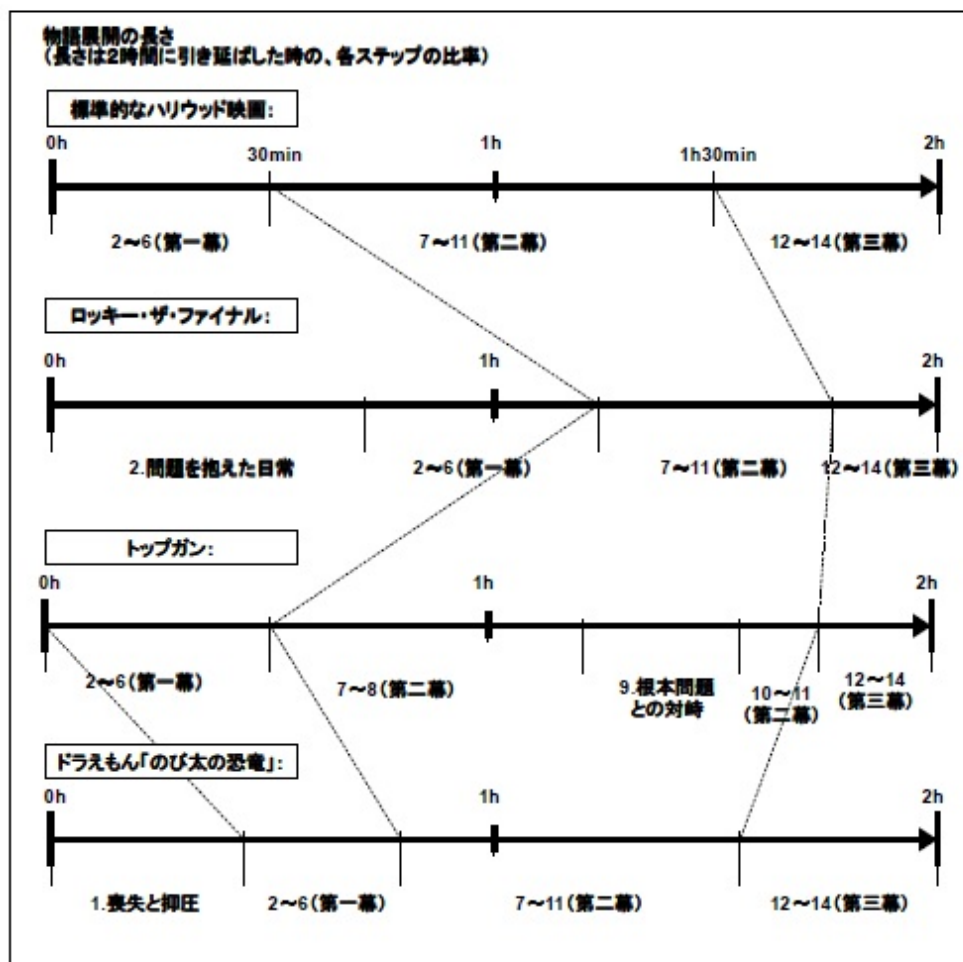 物語展開の長さ
(長さは2時間に引き延ばした時の、各ステップの比率)
標準的なハリウッド映画:
0h 30min 1h 1h30min 2h
2〜6(第一幕) 7〜11(第二幕) 12〜14(第三幕)
ロッキー・ザ・ファイナル:
0h 1h 2h
2.問題を抱えた日常 2〜6(第一幕) 7〜11(第二幕) 12〜14(第三幕)
トップガン:
0h 1h 2h
2〜6(第一幕) 7〜8(第二幕) 9.根本問題 10〜11 12〜14
との対峙 (第二幕) (第三幕)
ドラえもん「のび太の恐竜」:
0h 1h 2h
1.喪失と抑圧 2〜6(第一幕) 7〜11(第二幕) 12〜14(第三幕)